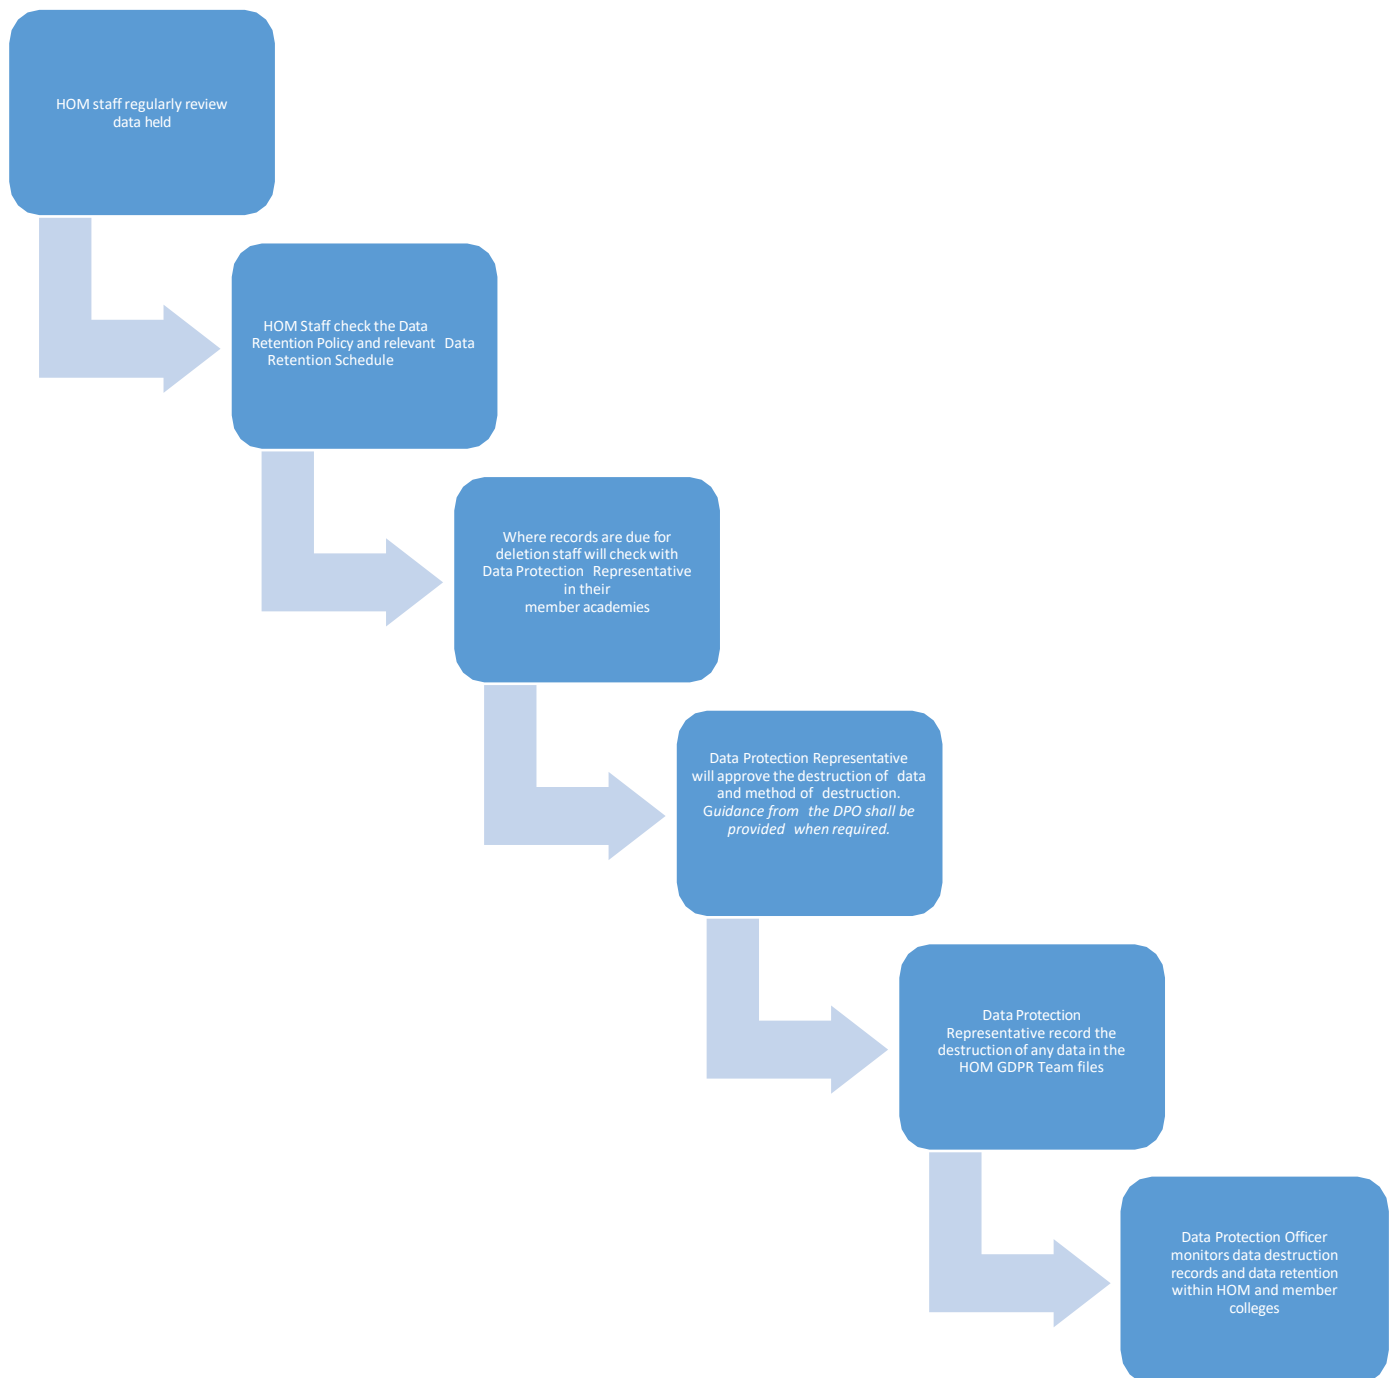 HOM staff regularly review
data held
HOM Staff check the Data
Retention Policy and relevant Data
Retention Schedule
Where records are due for
deletion staff will check with
Data Protection Representative
in their
member academies
Data Protection Representative
will approve the destruction of data
and method of destruction.
Guidance from the DPO shall be
provided when required.
Data Protection
Representative record the
destruction of any data in the
HOM GDPR Team files
Data Protection Officer
monitors data destruction
records and data retention
within HOM and member
colleges